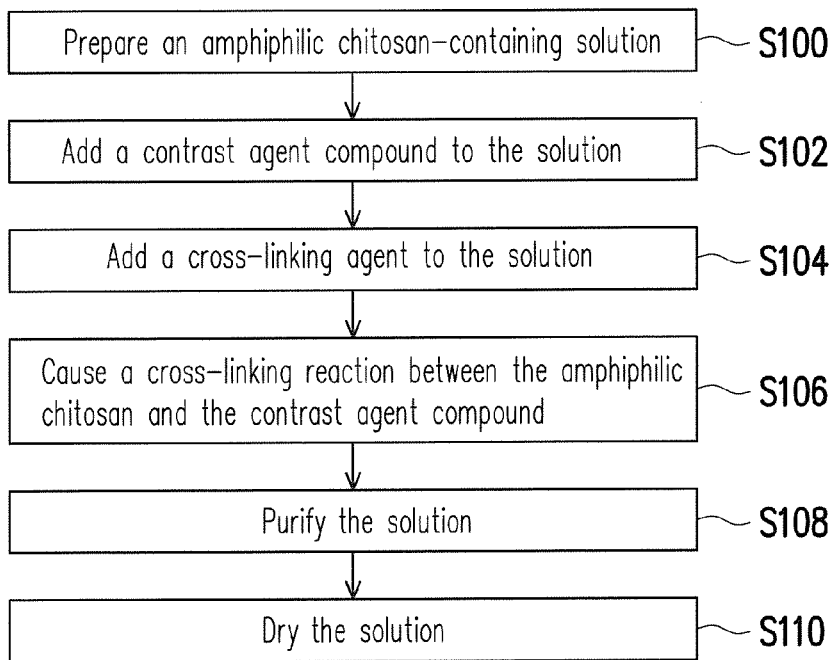 Prepare an amphiphilic chitosan-containing solution S100
Add a contrast agent compound to the solution S102
Add a cross-linking agent to the solution S104
Cause a cross-linking reaction between the amphiphilic
chitosan and the contrast agent compound S106
Purify the solution S108
Dry the solution S110